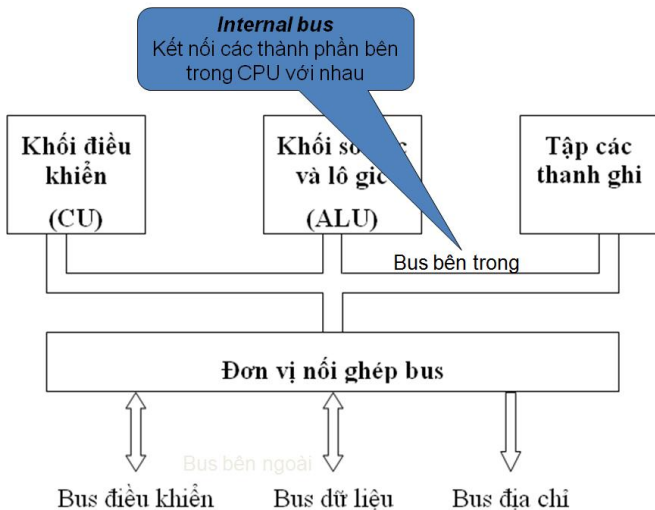 Internal bus
Kết nối các thành phần bên
trong CPU với nhau
Khối điều
khiển
(CU)
Khối số
và lô gic
(ALU)
Tập các
thanh ghi
Bus bên trong
Đơn vị nối ghép bus
Bus bên ngoài
Bus điều khiển
Bus dữ liệu
Bus địa chỉ